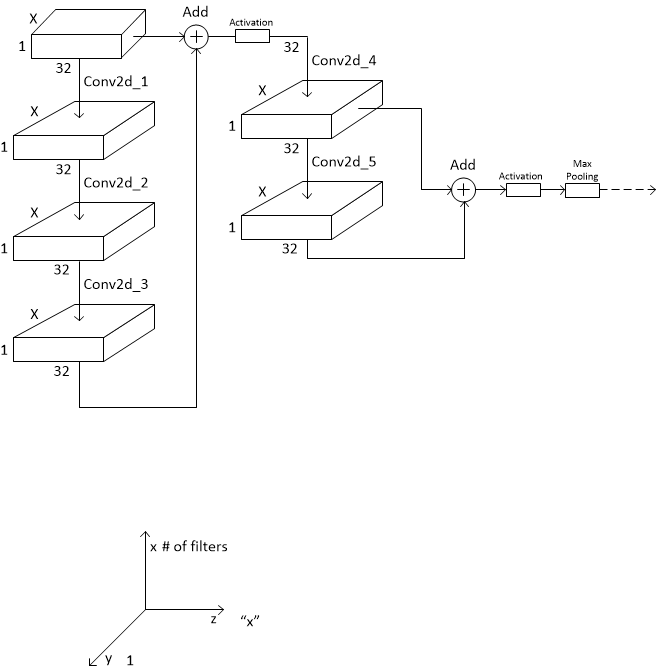 X
1
32
Add
Activation
32
Conv2d_1
X
1
32
Conv2d_2
X
1
32
Conv2d_3
X
1
32
Conv2d_4
X
1
32
Conv2d_5
X
1
32
Add
Activation
Max
Pooling
x # of filters
z "x"
y 1